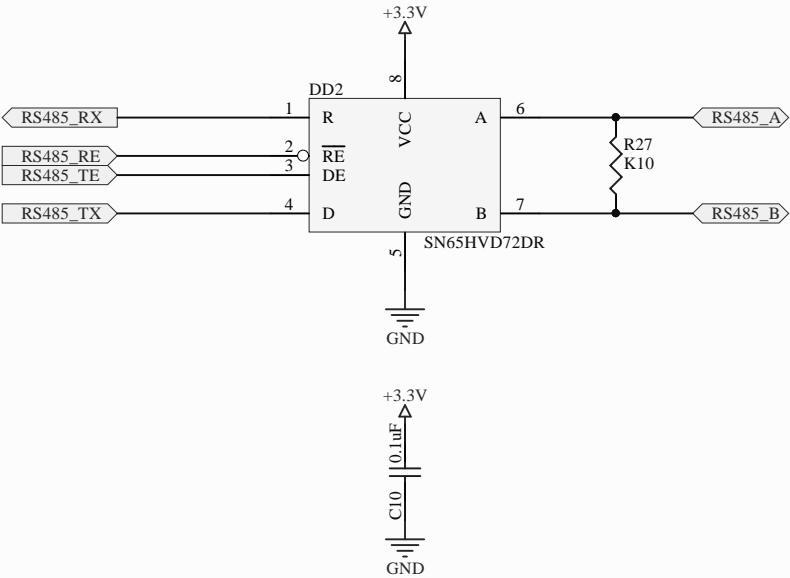 +3.3V
8
DD2
RS485_RX
1
R
VCC
A
6
RS485_A
RS485_RE
2
RE
R27
RS485_TE
3
DE
K10
GND
RS485_TX
4
D
B
7
RS485_B
SN65HVD72DR
5
GND
+3.3V
0.1uF
C10
GND